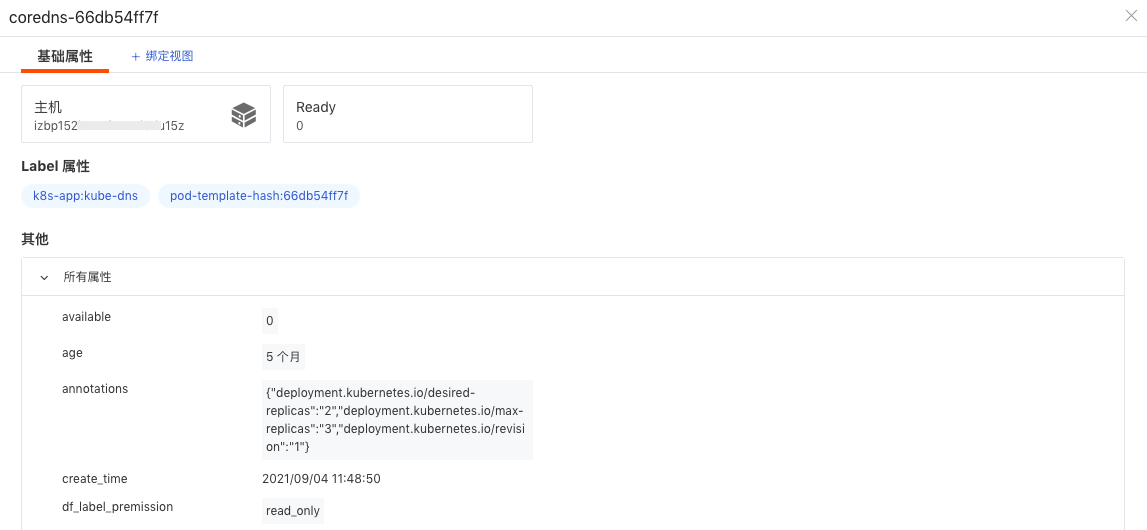 coredns-66db54ff7f
基础属性
+ 绑定视图
主机
izbp152 u15z
Ready
0
Label 属性
k8s-app:kube-dns
pod-template-hash:66db54ff7f
其他
所有属性
available
0
age
5 个月
annotations
{"deployment.kubernetes.io/desired-
replicas":"2","deployment.kubernetes.io/max-
replicas":"3","deployment.kubernetes.io/revisi
on":"1"}
create_time
2021/09/04 11:48:50
df_label_premission
read_only